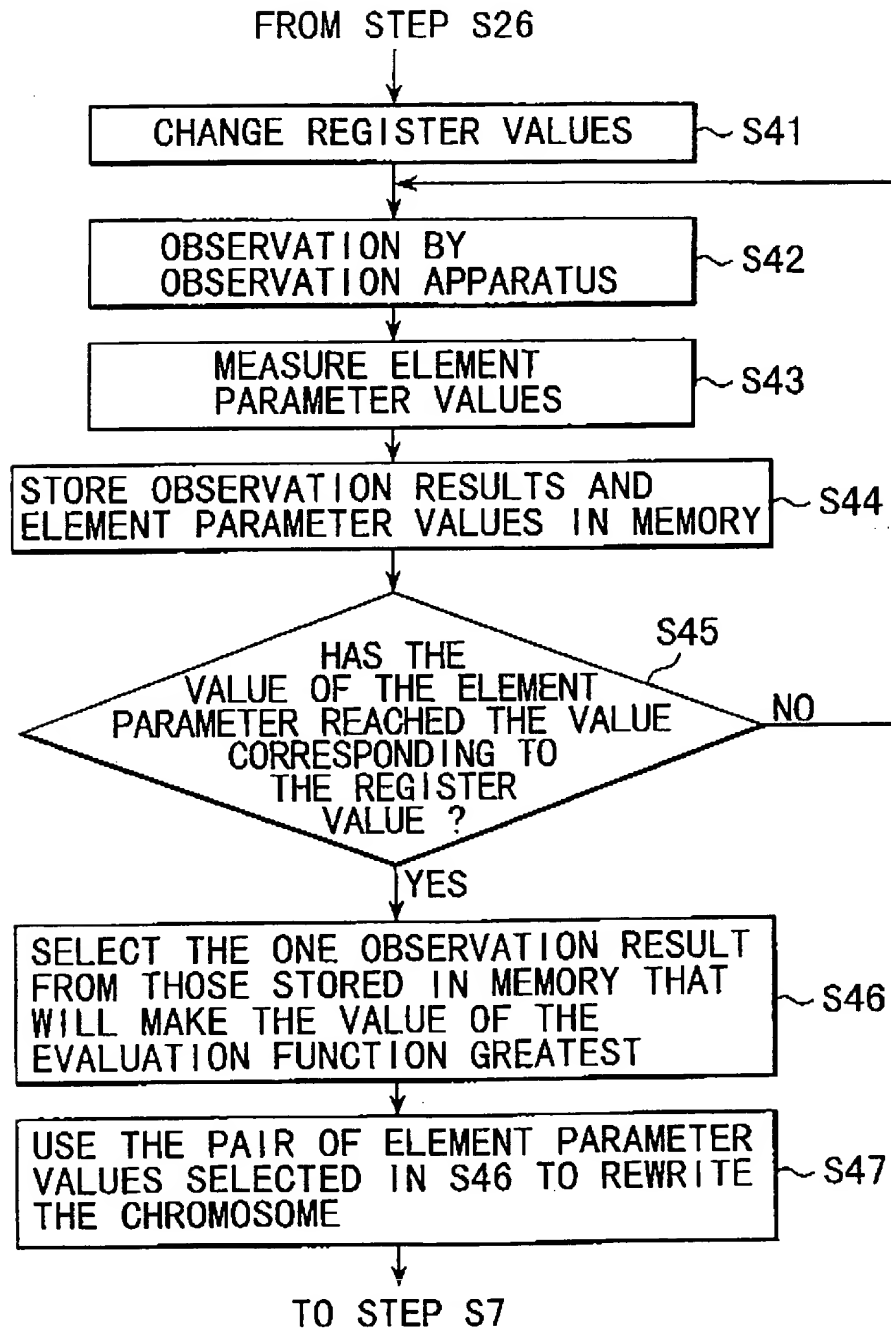 FROM STEP S26
CHANGE REGISTER VALUES
S41
OBSERVATION BY
OBSERVATION APPARATUS
S42
MEASURE ELEMENT
PARAMETER VALUES
S43
STORE OBSERVATION RESULTS AND
ELEMENT PARAMETER VALUES IN MEMORY
S44
S45
HAS THE
VALUE OF THE ELEMENT
PARAMETER REACHED THE VALUE
CORRESPONDING TO
THE REGISTER
VALUE ?
NO
YES
SELECT THE ONE OBSERVATION RESULT
FROM THOSE STORED IN MEMORY THAT
WILL MAKE THE VALUE OF THE
EVALUATION FUNCTION GREATEST
S46
USE THE PAIR OF ELEMENT PARAMETER
VALUES SELECTED IN S46 TO REWRITE
THE CHROMOSOME
S47
TO STEP S7